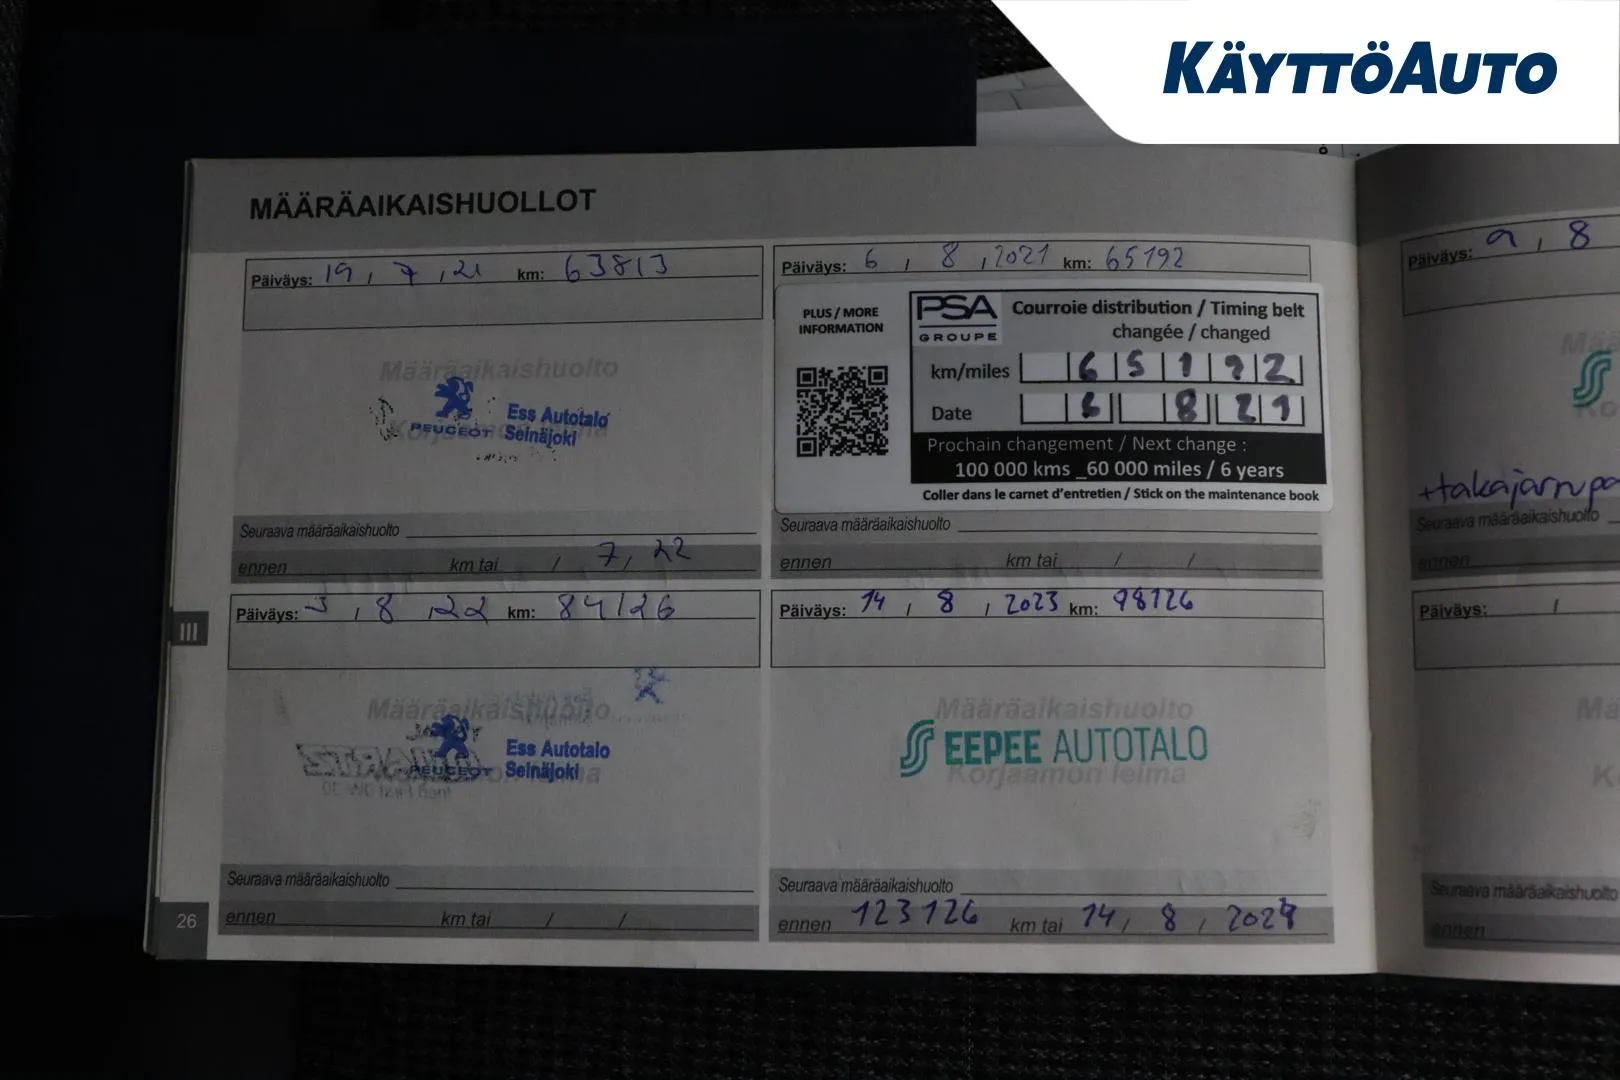 KÄYTTÖAUTO
MÄÄRÄAIKAISHUOLLOT
Päiväys: 19, 7, 21 km: 63813
Määräaikaishuolto
PEUGEOT Ess Autotalo
Seinäjoki
Seuraava määräaikaishuolto
ennen km tai / 7, 22
Päiväys: 6 / 8 , 2021 km: 65192
PLUS / MORE
INFORMATION
PSA
GROUPE
Courroie distribution / Timing belt
changée / changed
km/miles 65192
Date 6 8 21
Prochain changement / Next change :
100 000 kms _60 000 miles / 6 years
Coller dans le carnet d'entretien / Stick on the maintenance book
Seuraava määräaikaishuolto
ennen km tai / /
Päiväys: 3 / 8 , 22 km: 84126
Määräaikaishuolto
PEUGEOT Ess Autotalo
Seinäjoki
Seuraava määräaikaishuolto
ennen km tai / /
Päiväys: 14 / 8 / 2023 km: 98126
Määräaikaishuolto
EEPEE AUTOTALO
Korjaamon leima
Seuraava määräaikaishuolto
ennen 123126 km tai 14 / 8 / 2024
III
26
Päiväys: 9 , 8
Seuraava määräaikaishuolto
ennen
Päiväys: /
Seuraava määräaikaishuolto
ennen